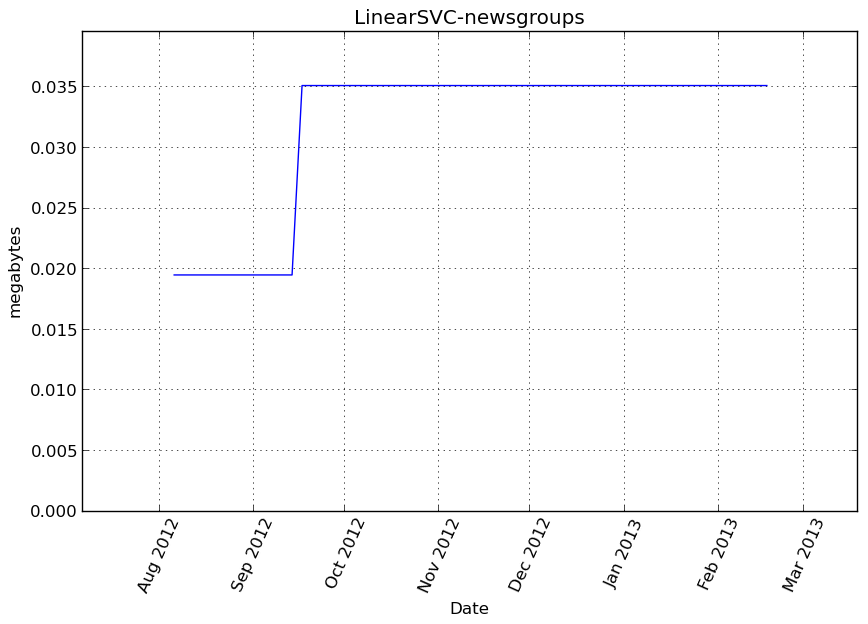 LinearSVC-newsgroups
0.035
0.030
0.025
0.020
0.015
0.010
0.005
0.000
megabytes
Aug 2012
Sep 2012
Oct 2012
Nov 2012
Dec 2012
Jan 2013
Feb 2013
Mar 2013
Date